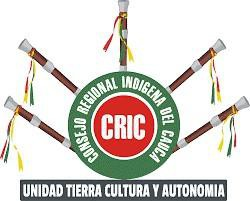 CONSEJO REGIONAL INDIGENA DEL CAUCA
CRIC
UNIDAD TIERRA CULTURA Y AUTONOMIA